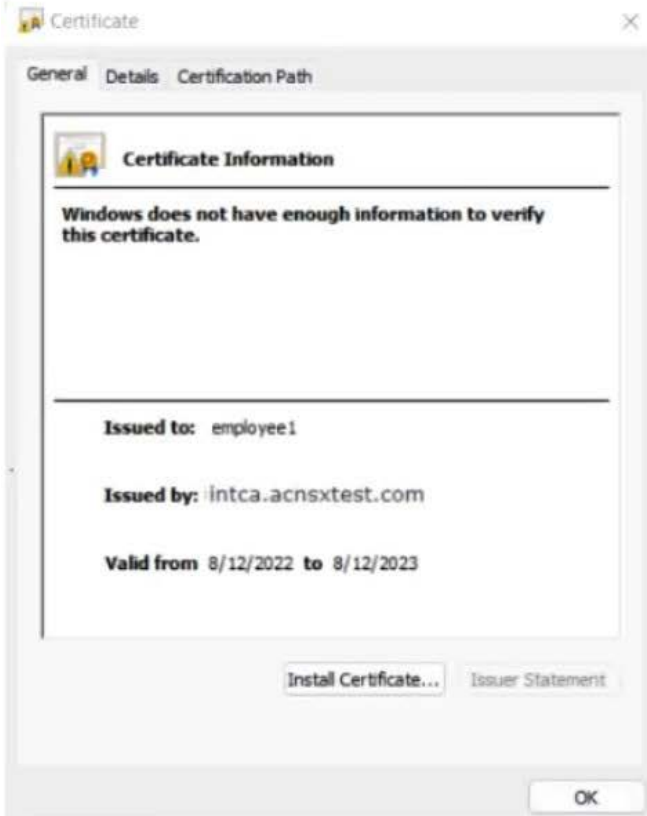 Certificate
General Details Certification Path
Certificate Information
Windows does not have enough information to verify
this certificate.
Issued to: employee1
Issued by: intca.acnsxtest.com
Valid from 8/12/2022 to 8/12/2023
Install Certificate... Issuer Statement
OK